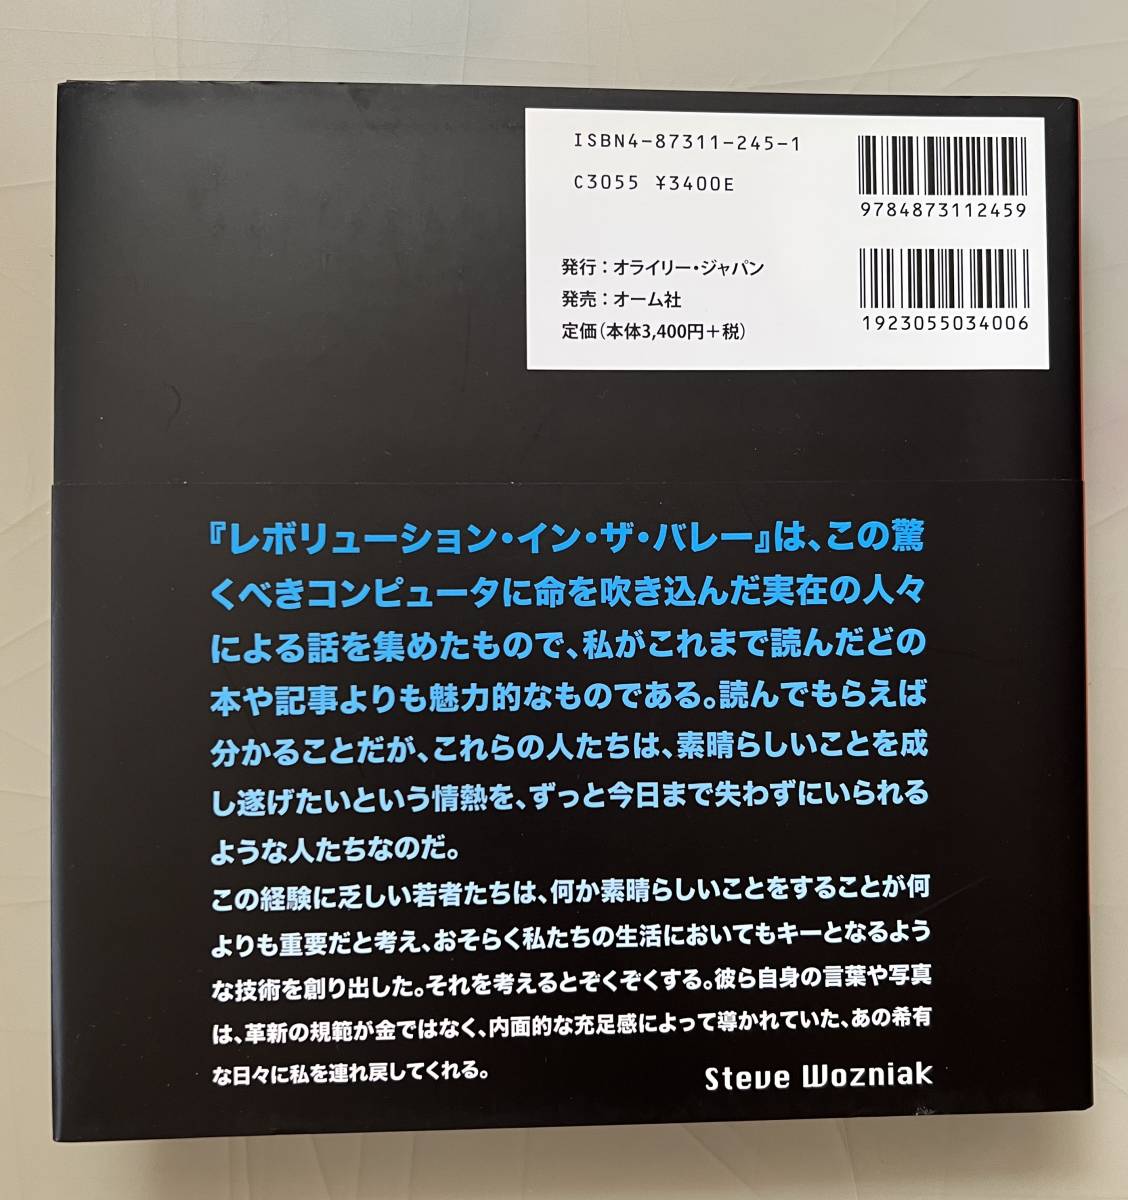 ISBN4-87311-245-1
C3055 ¥3400E
9784873112459
発行：オライリー・ジャパン
発売：オーム社
定価（本体3,400円＋税）
1923055034006
『レボリューション・イン・ザ・バレー』は、この驚
くべきコンピュータに命を吹き込んだ実在の人々
による話を集めたもので、私がこれまで読んだどの
本や記事よりも魅力的なものである。読んでもらえば
分かることだが、これらの人たちは、素晴らしいことを成
し遂げたいという情熱を、ずっと今日まで失わずにいられる
ような人たちなのだ。
この経験に乏しい若者たちは、何か素晴らしいことをすることが何
よりも重要だと考え、おそらく私たちの生活においてもキーとなるよう
な技術を創り出した。それを考えるとぞくぞくする。彼ら自身の言葉や写真
は、革新の規範が金ではなく、内面的な充足感によって導かれていた、あの希有
な日々に私を連れ戻してくれる。
Steve Wozniak